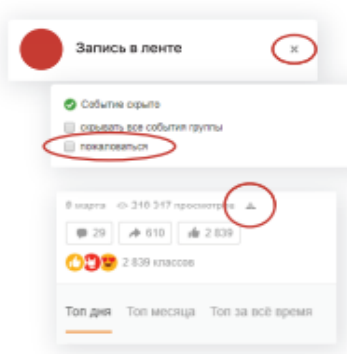 Запись в ленте
Событие скрыто
скрывать все события группы
пожаловаться
8 марта 316 317 просмотров
29 610 2 839
2 839 классов
Топ дня Топ месяца Топ за всё время